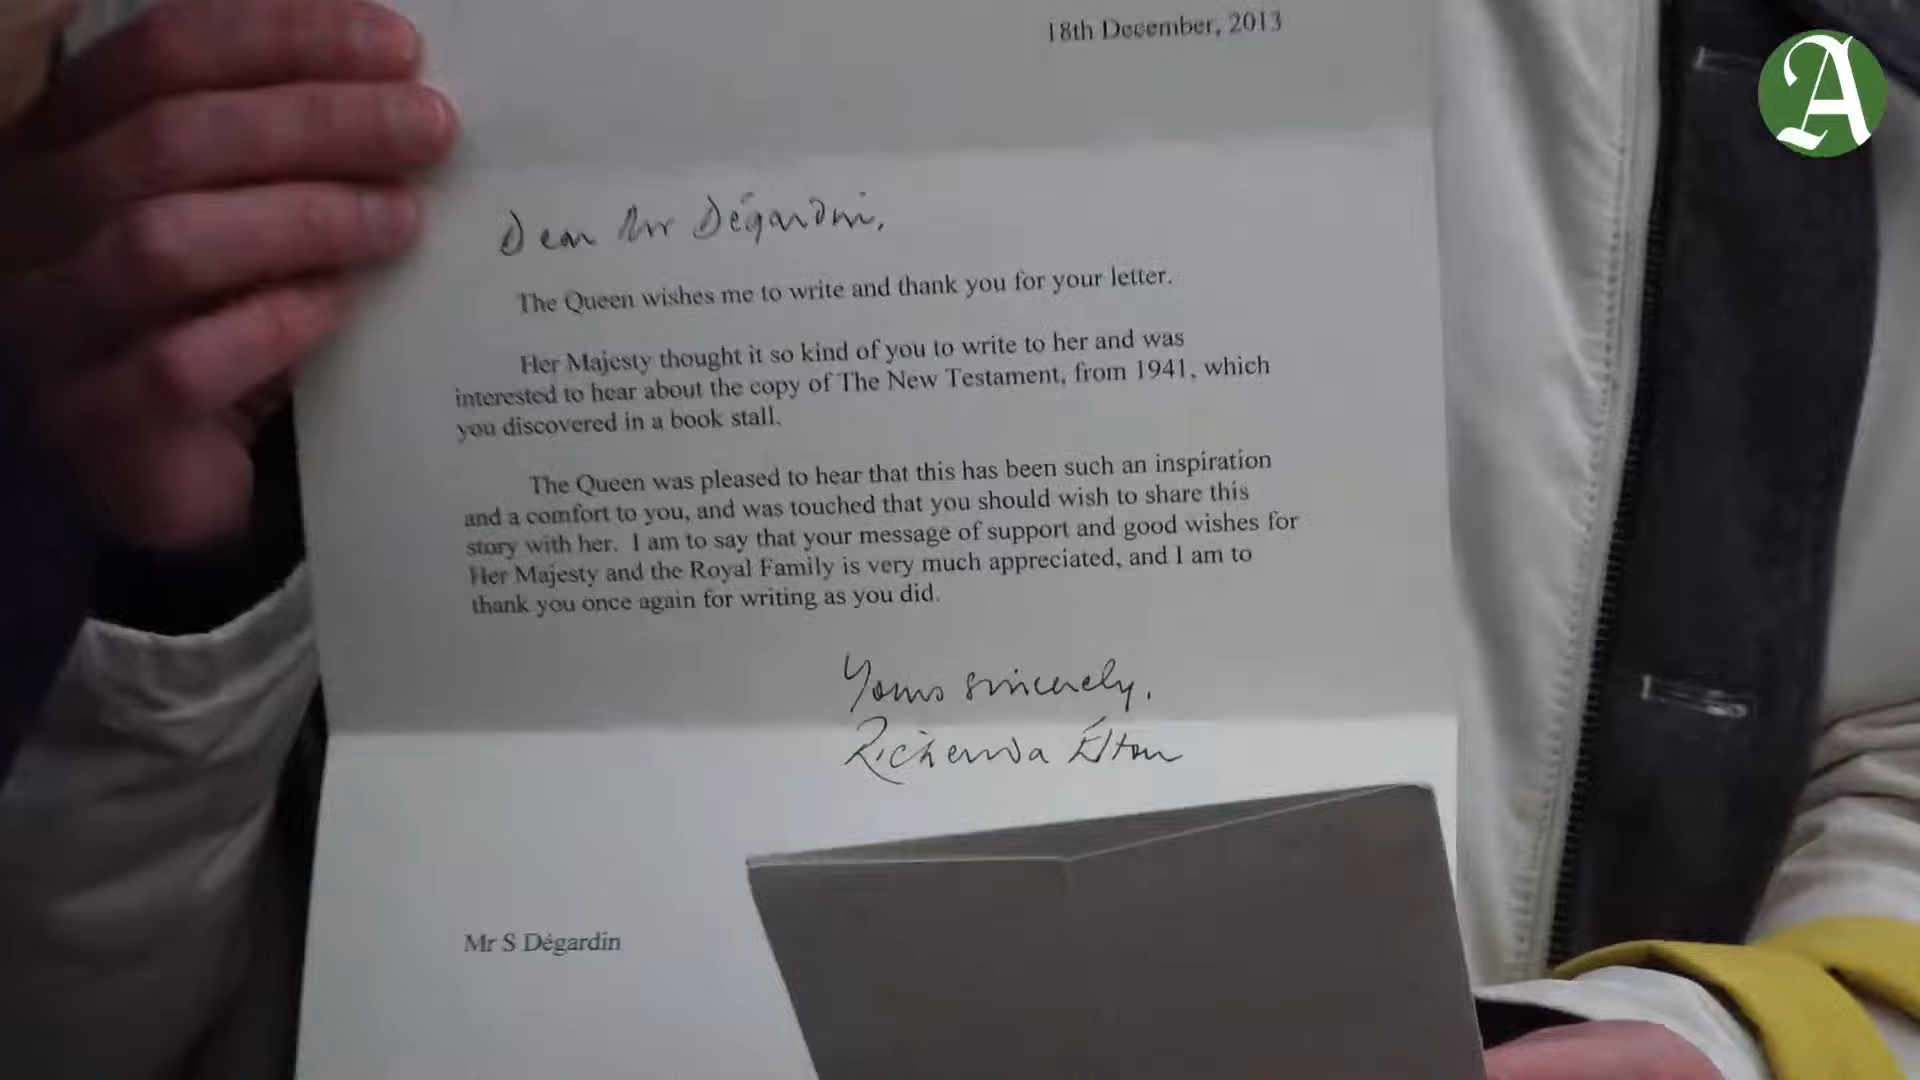 18th December, 2013
Dear Mr Dégardin,
The Queen wishes me to write and thank you for your letter.
Her Majesty thought it so kind of you to write to her and was
interested to hear about the copy of The New Testament, from 1941, which
you discovered in a book stall.
The Queen was pleased to hear that this has been such an inspiration
and a comfort to you, and was touched that you should wish to share this
story with her. I am to say that your message of support and good wishes for
Her Majesty and the Royal Family is very much appreciated, and I am to
thank you once again for writing as you did.
Yours sincerely,
Richenda Elton
Mr S Dégardin
A